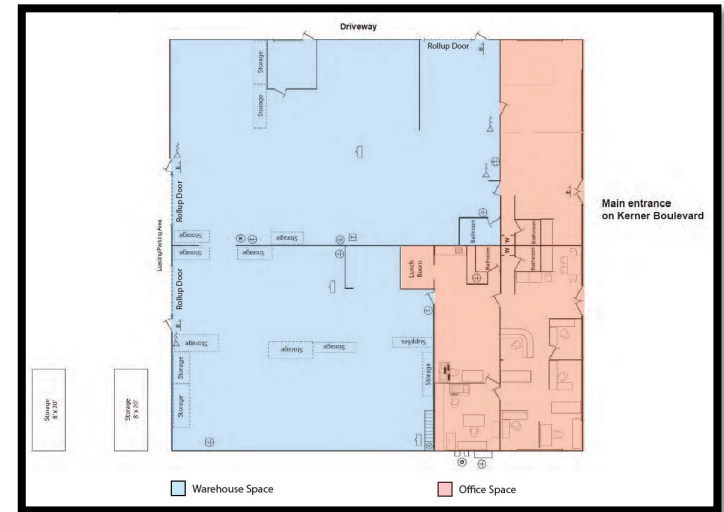 Driveway
Rollup Door
Storage
Storage
Main entrance
on Kerner Boulevard
Loading/Parking Area
Rollup Door
Storage
Storage
Storage
Storage
Bathroom
W W
Bathroom
Bathroom
Bathroom
Lunch
Room
Rollup Door
Storage
Storage
Storage
Supplies
Storage
Storage
Storage
Storage
8' x 20'
Storage
8' x 20'
Warehouse Space
Office Space